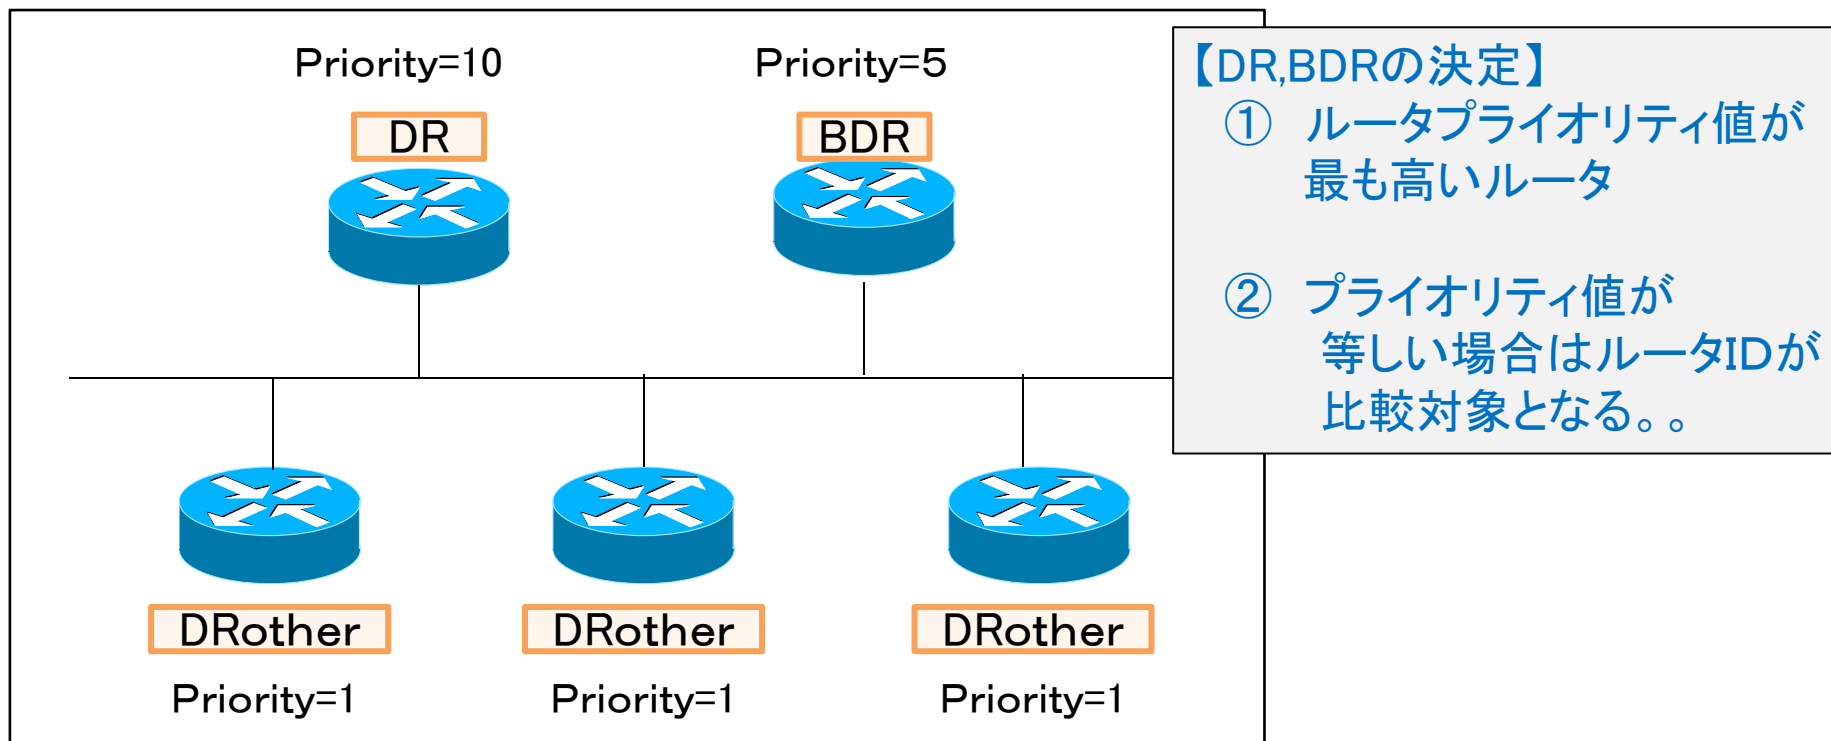 Priority=10
Priority=5
DR
BDR
【DR,BDRの決定】
① ルータプライオリティ値が
最も高いルータ
② プライオリティ値が
等しい場合はルータIDが
比較対象となる。。
DRother
DRother
DRother
Priority=1
Priority=1
Priority=1